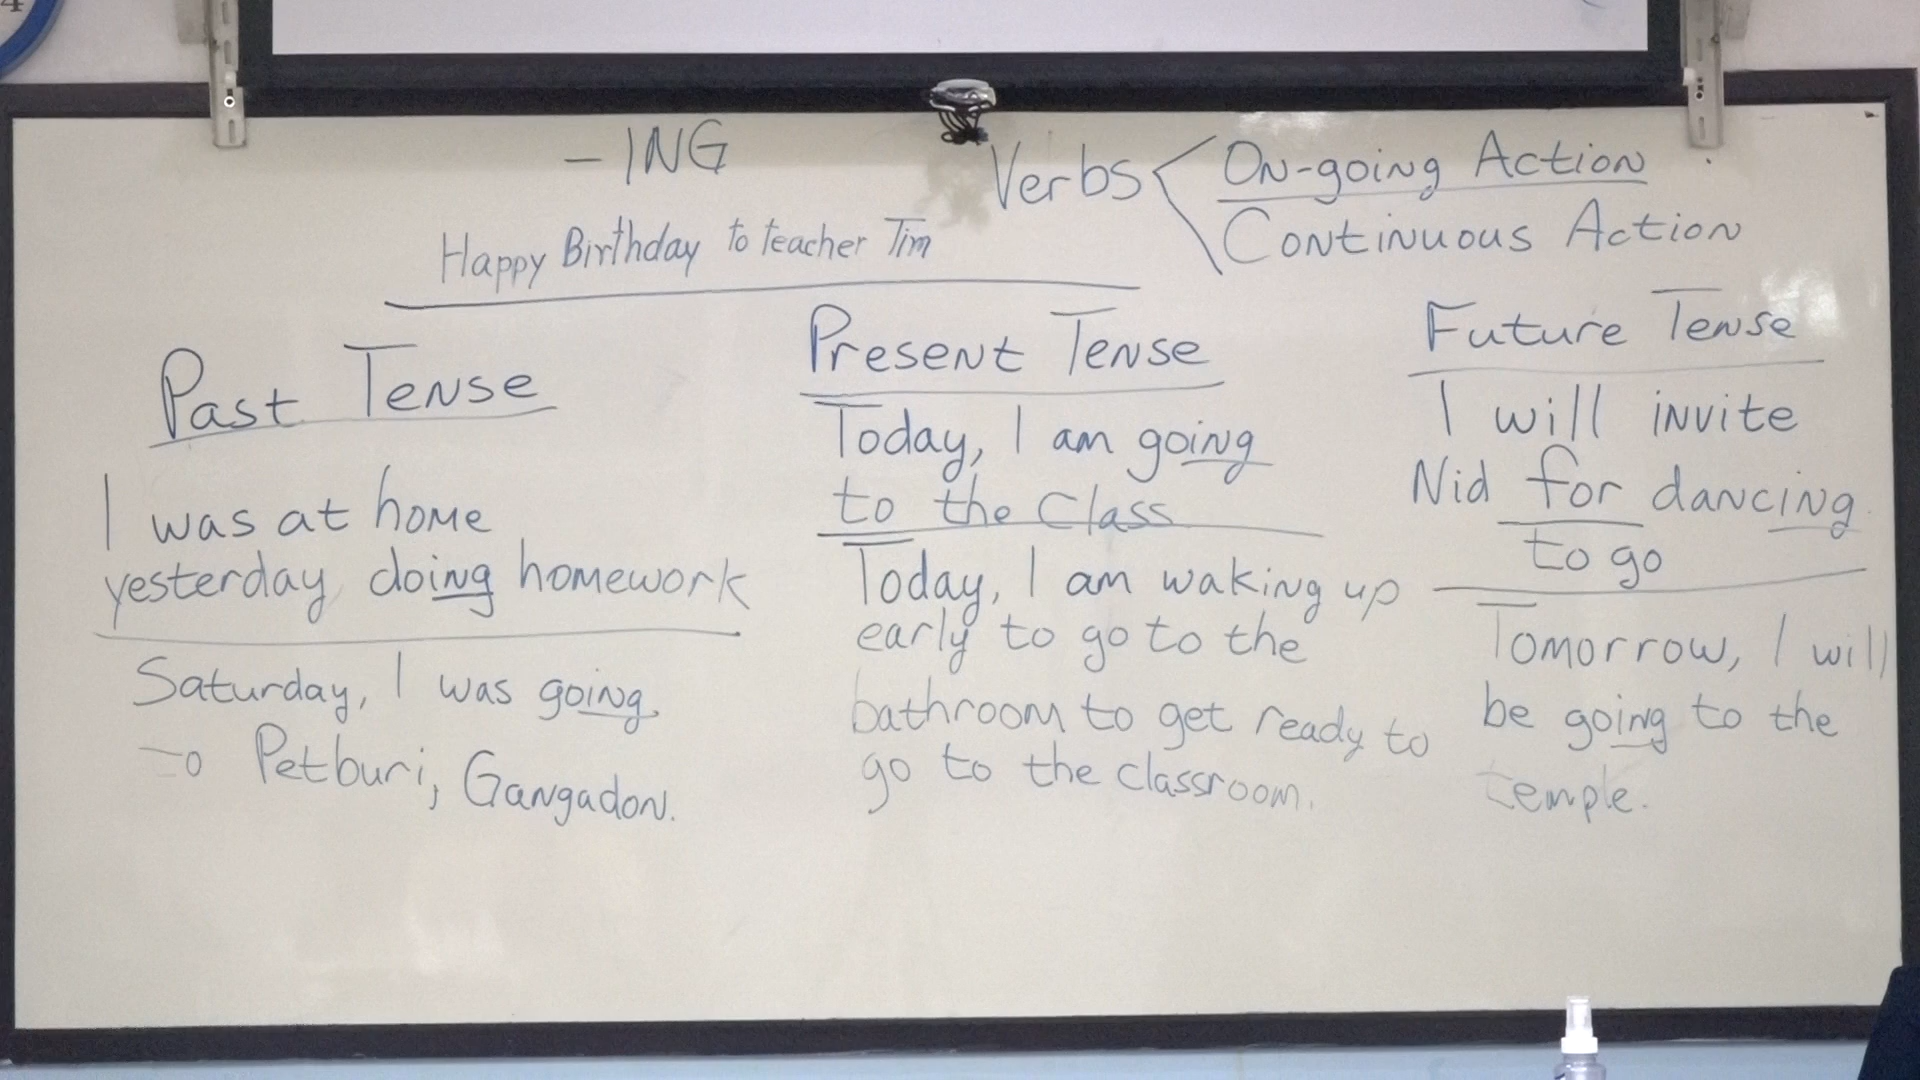 4
- ING
Verbs
On-going Action
Continuous Action
Happy Birthday to teacher Tim
Past Tense
I was at home
yesterday doing homework
Saturday, I was going
to Petburi, Gangadon.
Present Tense
Today, I am going
to the Class
Today, I am waking up
early to go to the
bathroom to get ready to
go to the classroom.
Future Tense
I will invite
Nid for dancing
to go
Tomorrow, I will
be going to the
temple.